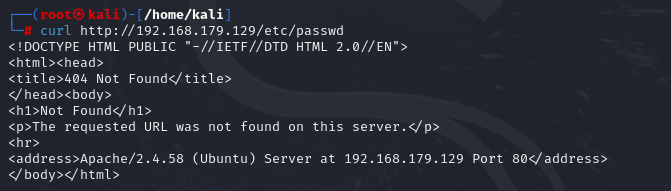 ┌──(root㉿kali)-[/home/kali]
└─# curl http://192.168.179.129/etc/passwd
<!DOCTYPE HTML PUBLIC "-//IETF//DTD HTML 2.0//EN">
<html><head>
<title>404 Not Found</title>
</head><body>
<h1>Not Found</h1>
<p>The requested URL was not found on this server.</p>
<hr>
<address>Apache/2.4.58 (Ubuntu) Server at 192.168.179.129 Port 80</address>
</body></html>